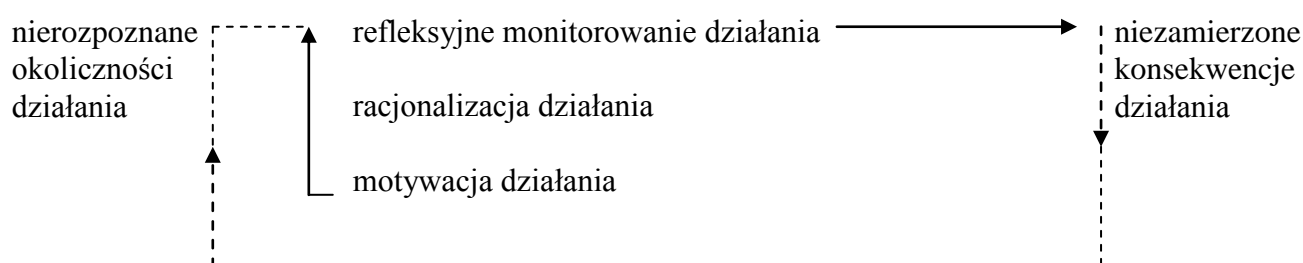 nierozpoznane
okoliczności
działania
refleksyjne monitorowanie działania
racjonalizacja działania
motywacja działania
niezamierzone
konsekwencje
działania